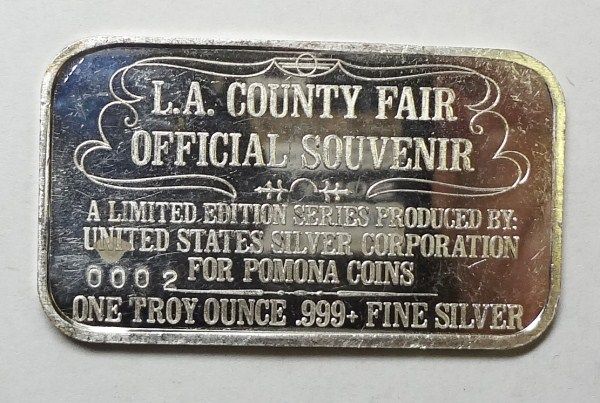 L.A. COUNTY FAIR
OFFICIAL SOUVENIR
A LIMITED EDITION SERIES PRODUCED BY:
UNITED STATES SILVER CORPORATION
0002
FOR POMONA COINS
ONE TROY OUNCE .999+ FINE SILVER